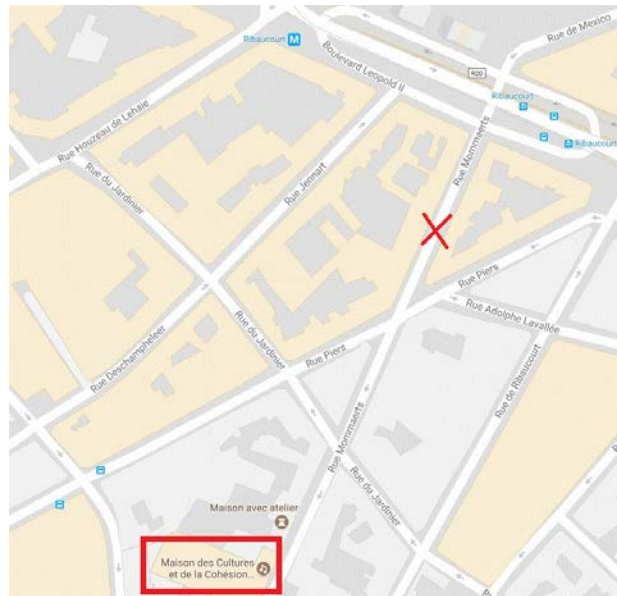 Rue de Mexico
Ribaucourt M
Boulevard Leopold II
R20
Ribaucourt
Ribaucourt
Rue Houzeau de Lehaie
Rue du Jardinier
Rue Jennart
Rue Mommaerts
Rue Piers
Rue Adolphe Lavallée
Rue du Jardinier
Rue Deschampheleer
Rue Piers
Rue de Ribaucourt
Rue Mommaerts
Rue du Jardinier
Maison avec atelier
Maison des Cultures
et de la Cohésion...